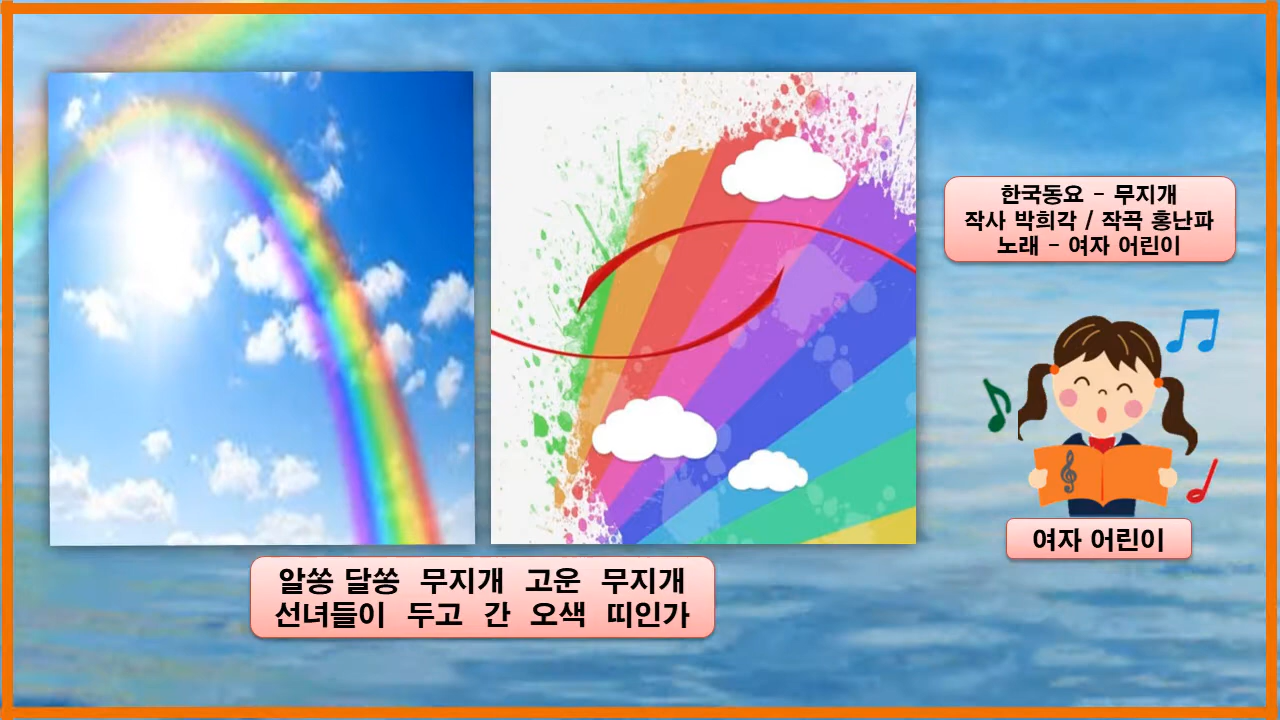 한국동요 - 무지개
작사 박희각 / 작곡 홍난파
노래 - 여자 어린이
여자 어린이
알쏭 달쏭 무지개 고운 무지개
선녀들이 두고 간 오색 띠인가